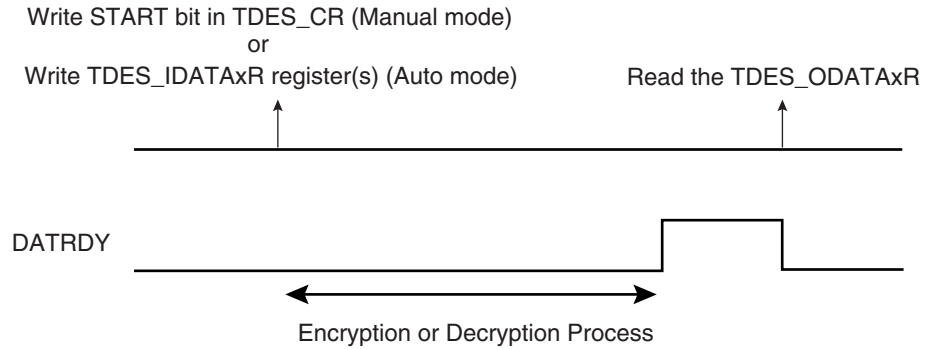 Write START bit in TDES_CR (Manual mode)
or
Write TDES_IDATAxR register(s) (Auto mode)
Read the TDES_ODATAxR
DATRDY
Encryption or Decryption Process